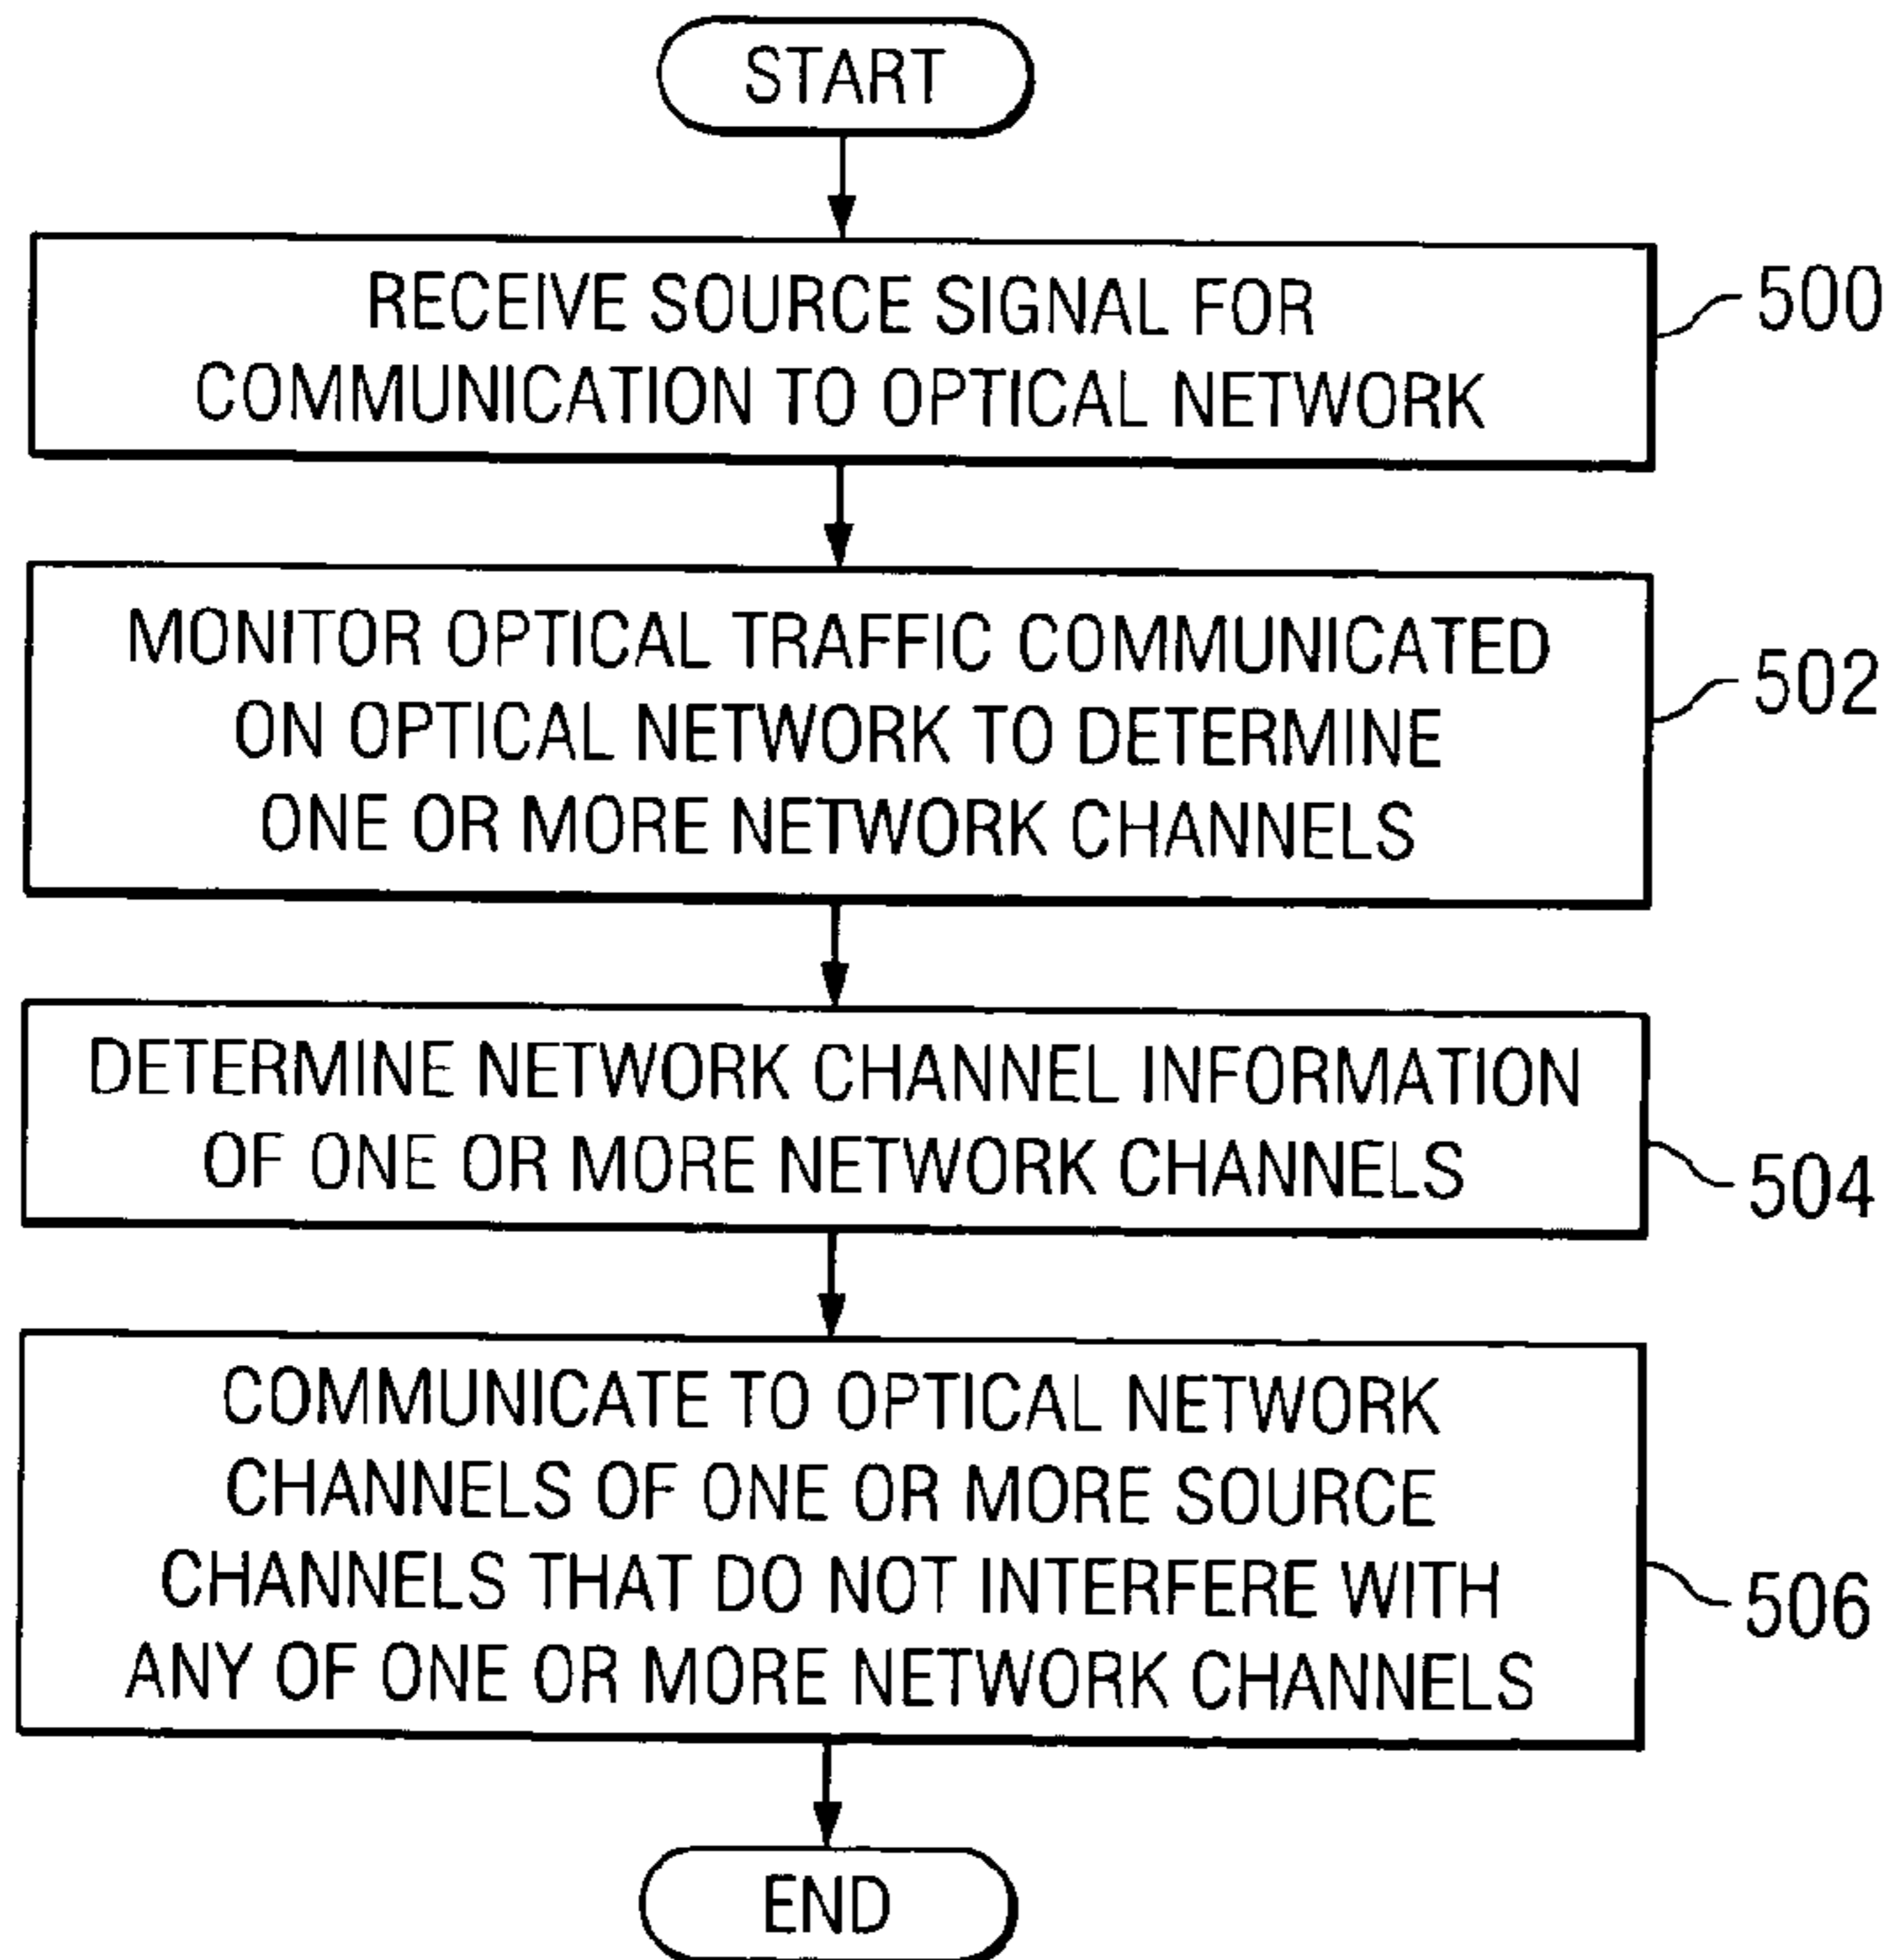 START
RECEIVE SOURCE SIGNAL FOR
COMMUNICATION TO OPTICAL NETWORK
500
MONITOR OPTICAL TRAFFIC COMMUNICATED
ON OPTICAL NETWORK TO DETERMINE
ONE OR MORE NETWORK CHANNELS
502
DETERMINE NETWORK CHANNEL INFORMATION
OF ONE OR MORE NETWORK CHANNELS
504
COMMUNICATE TO OPTICAL NETWORK
CHANNELS OF ONE OR MORE SOURCE
CHANNELS THAT DO NOT INTERFERE WITH
ANY OF ONE OR MORE NETWORK CHANNELS
506
END